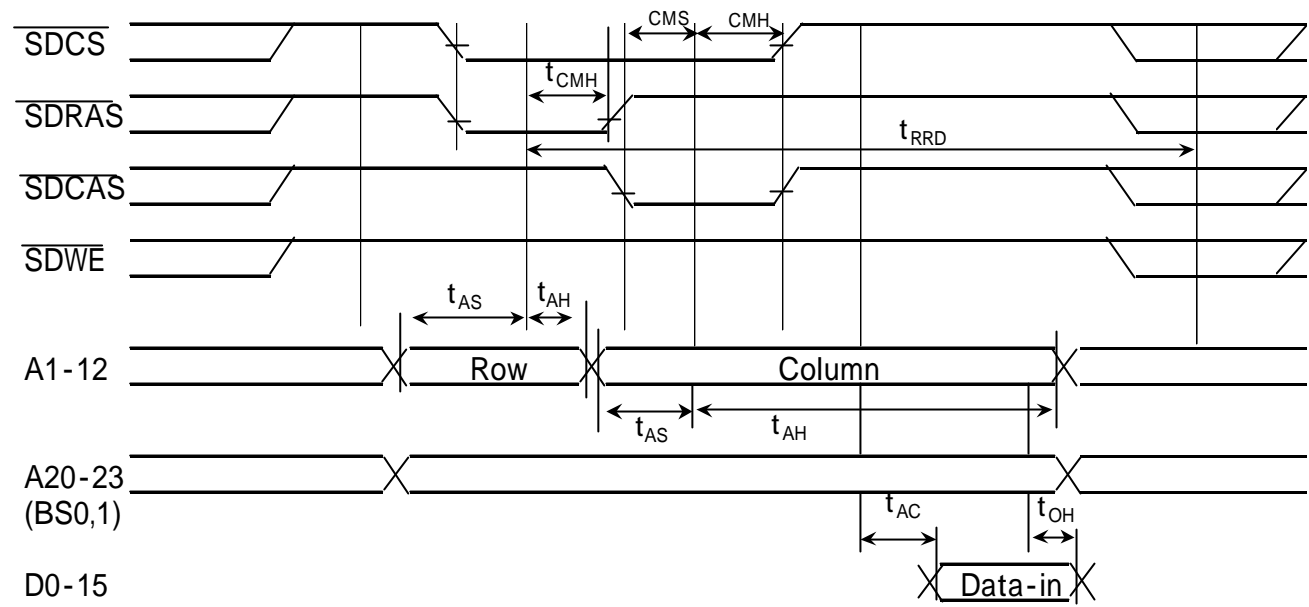 CMS CMH
SDCS
tCMH
SDRAS
tRRD
SDCAS
SDWE
tAS tAH
A1-12 Row Column
tAS tAH
A20-23
(BS0,1)
tAC tOH
D0-15 Data-in